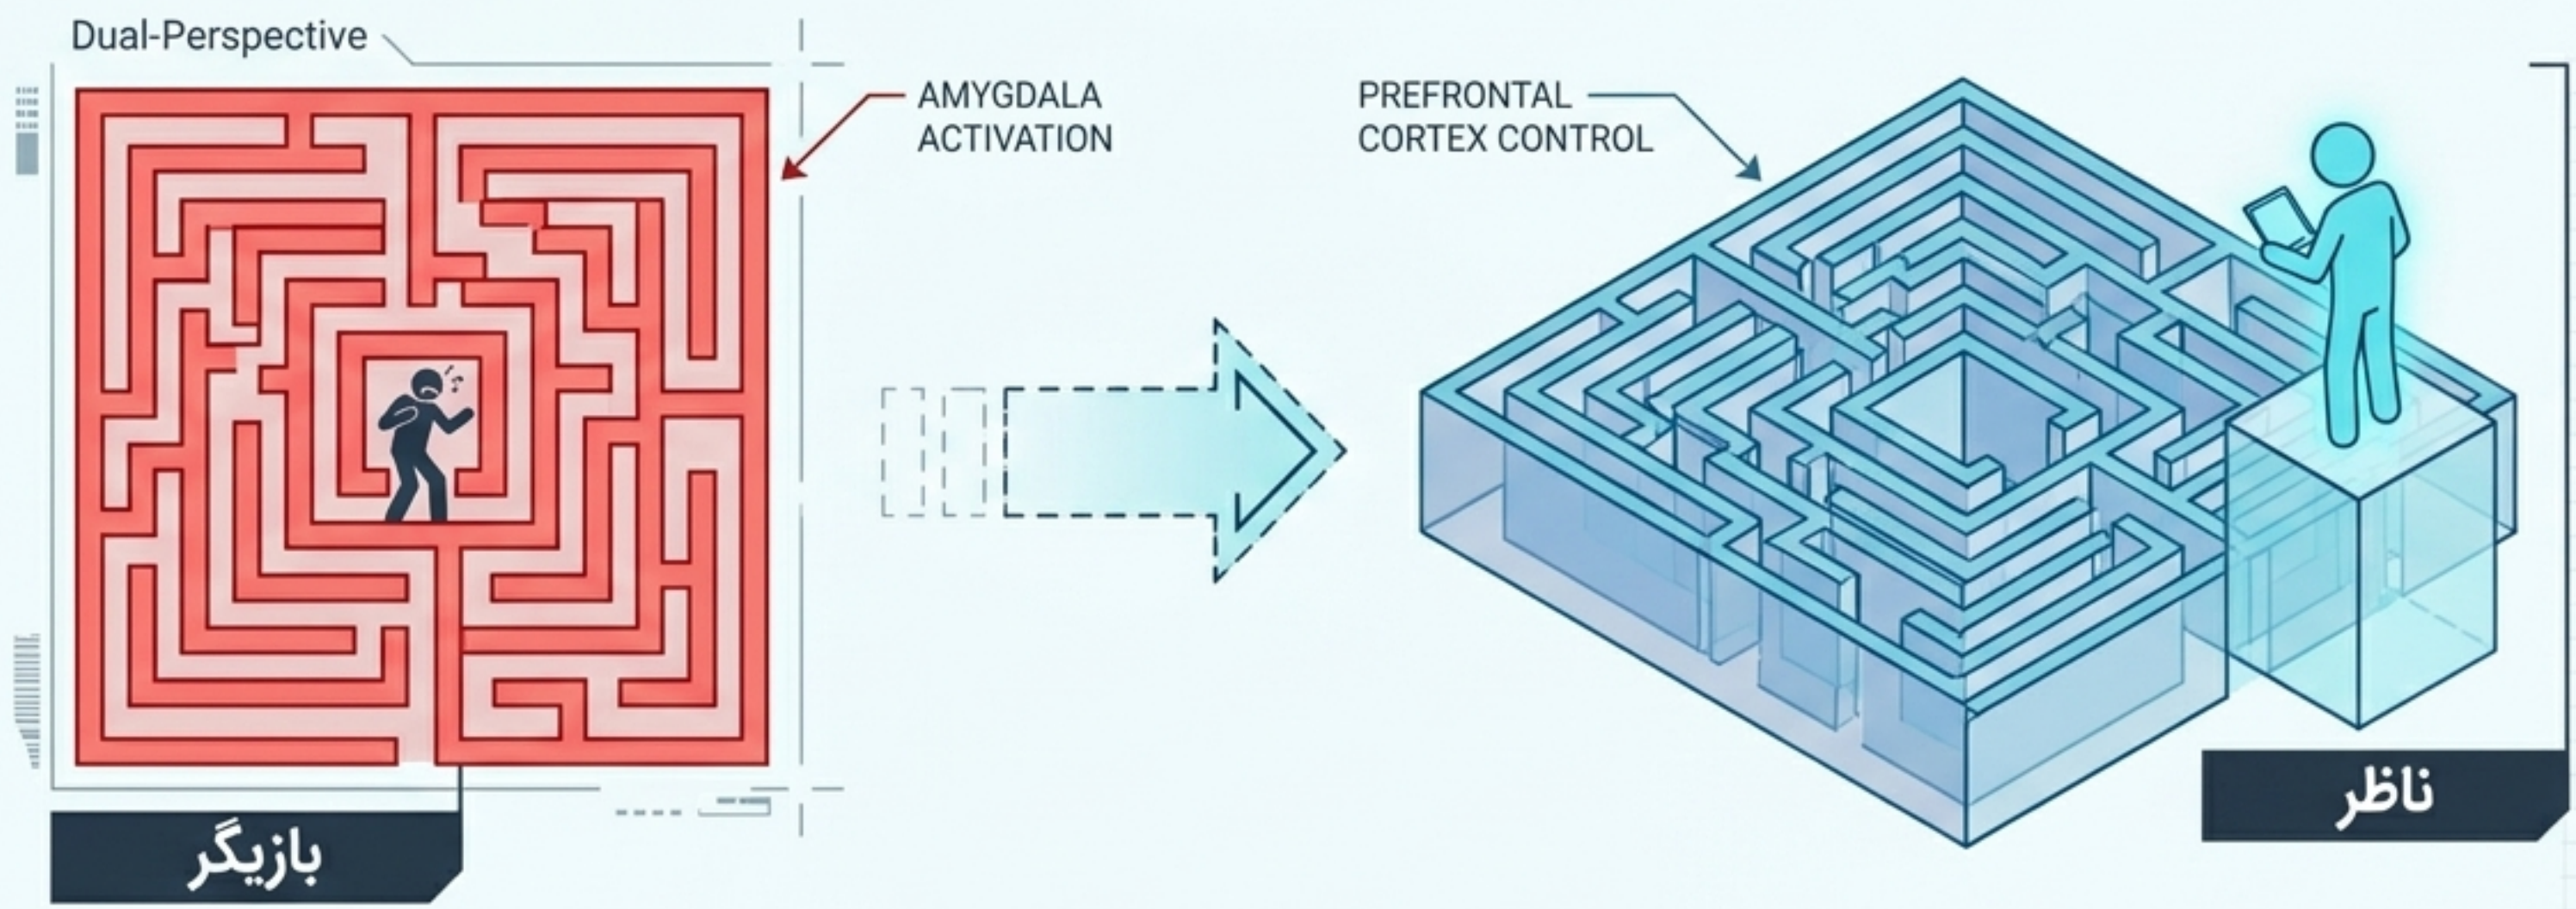 Dual-Perspective
AMYGDALA
ACTIVATION
PREFRONTAL
CORTEX CONTROL
ناظر
بازیگر